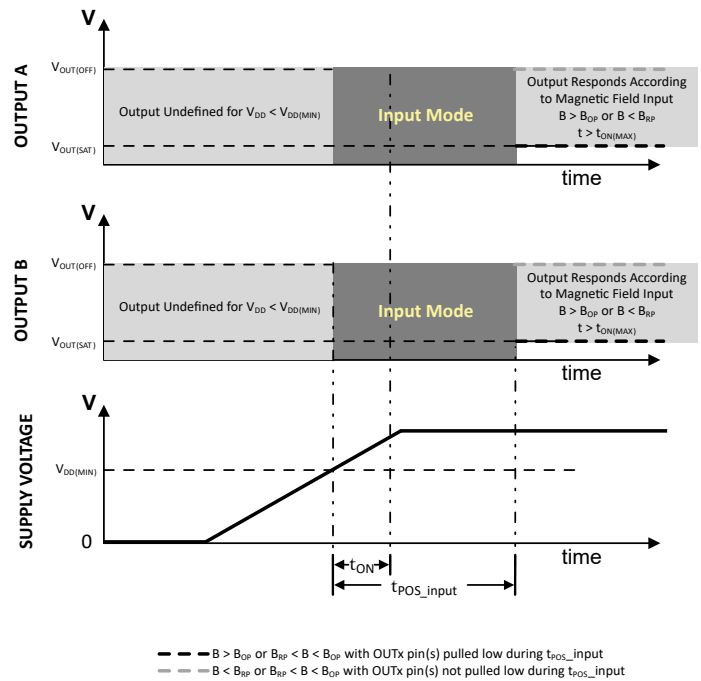 V
OUTPUT A
V_OUT(OFF)
Output Undefined for V_DD < V_DD(MIN)
Input Mode
Output Responds According
to Magnetic Field Input
B > B_OP or B < B_RP
t > t_ON(MAX)
V_OUT(SAT)
time
V
OUTPUT B
V_OUT(OFF)
Output Undefined for V_DD < V_DD(MIN)
Input Mode
Output Responds According
to Magnetic Field Input
B > B_OP or B < B_RP
t > t_ON(MAX)
V_OUT(SAT)
time
V
SUPPLY VOLTAGE
V_DD(MIN)
0
time
t_ON
t_POS_input
B > B_OP or B_RP < B < B_OP with OUTx pin(s) pulled low during t_POS_input
B < B_RP or B_RP < B < B_OP with OUTx pin(s) not pulled low during t_POS_input